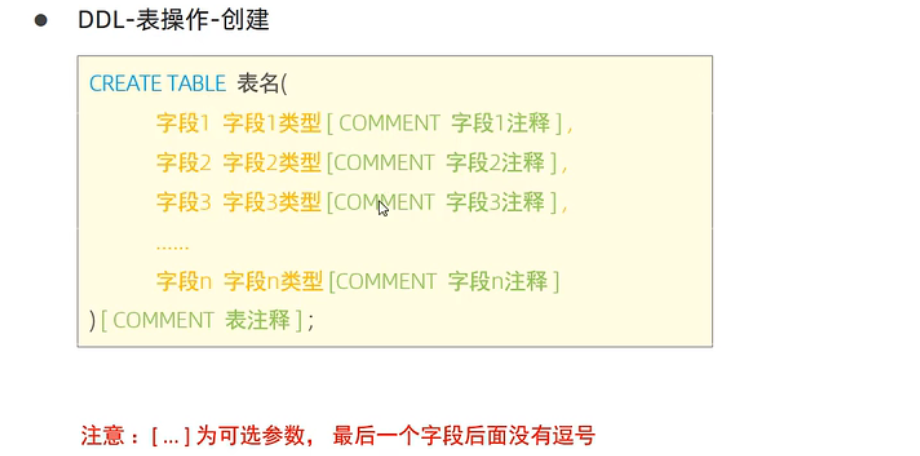 ● DDL-表操作-创建
CREATE TABLE 表名(
字段1 字段1类型[ COMMENT 字段1注释 ] ,
字段2 字段2类型[COMMENT 字段2注释 ] ,
字段3 字段3类型[COMMENT 字段3注释 ] ,
......
字段n 字段n类型[COMMENT 字段n注释 ]
) [ COMMENT 表注释 ] ;
注意：[ ... ] 为可选参数， 最后一个字段后面没有逗号